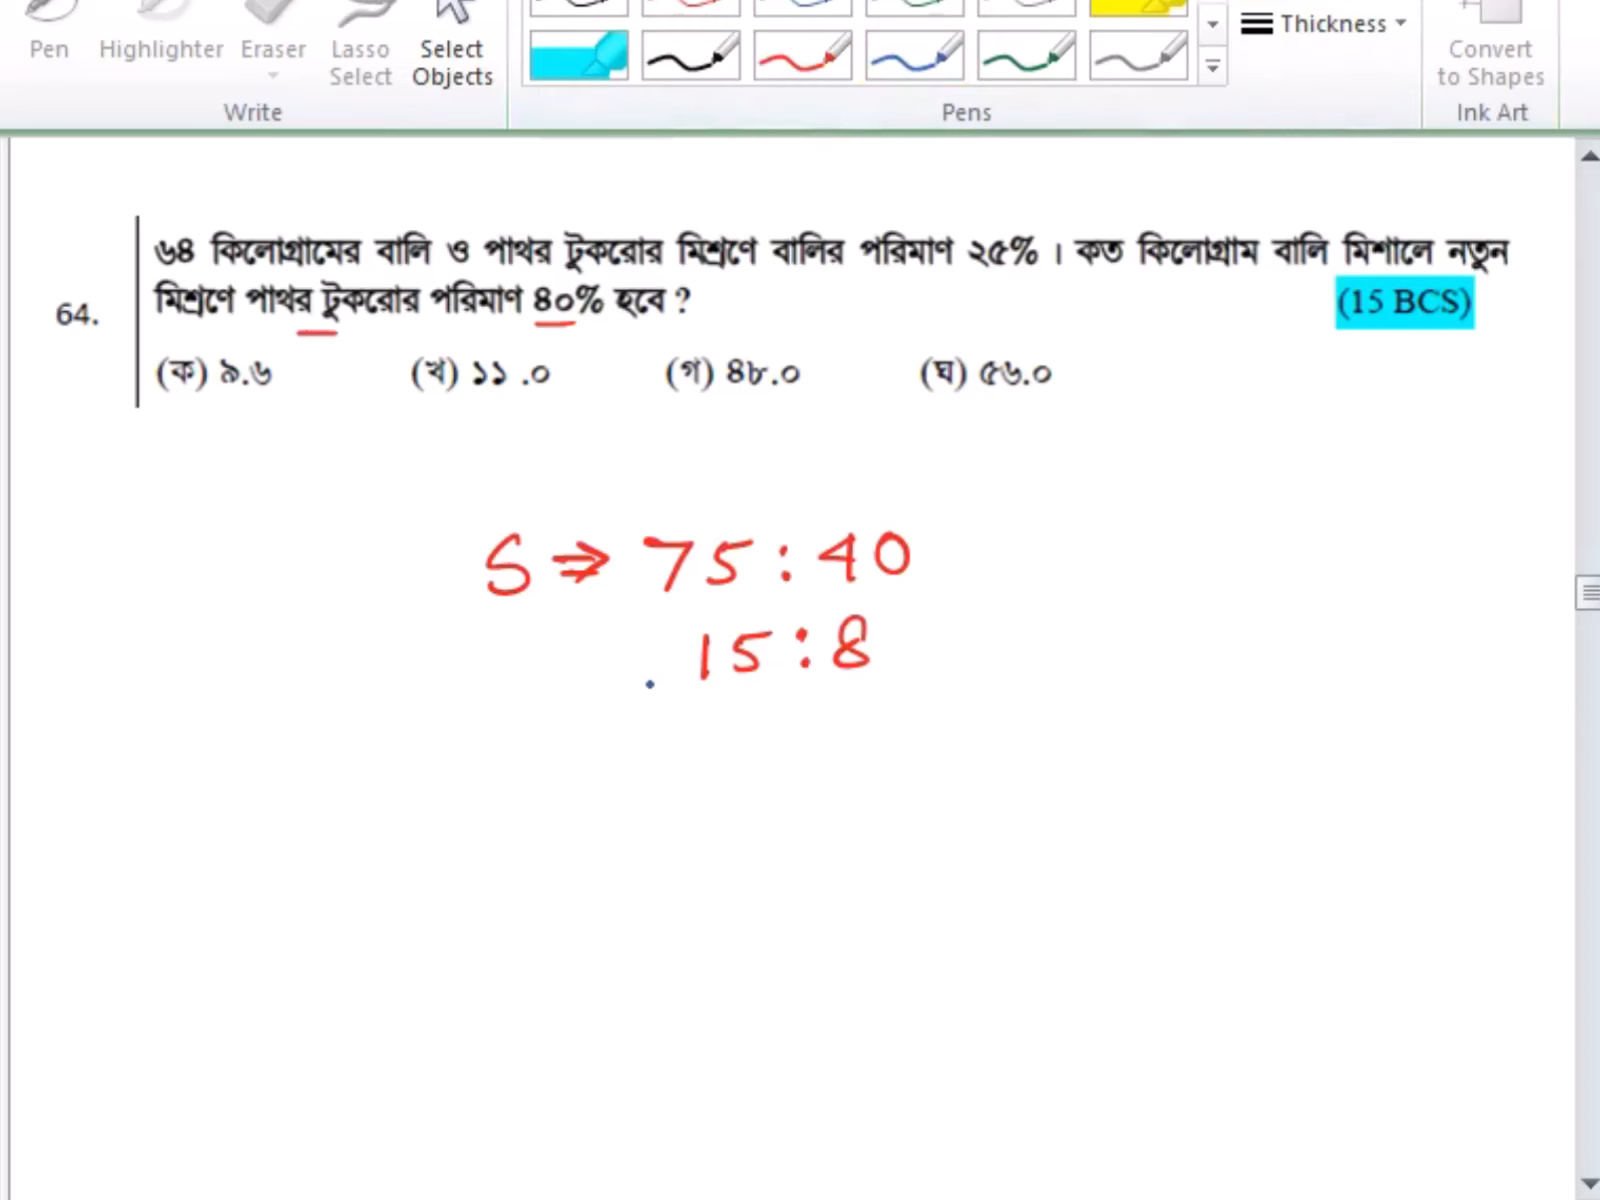 Pen Highlighter Eraser Lasso Select Select Objects
Thickness
Convert to Shapes
Write Pens Ink Art
৬৪ কিলোগ্রামের বালি ও পাথর টুকরোর মিশ্রণে বালির পরিমাণ ২৫% । কত কিলোগ্রাম বালি মিশালে নতুন
64. মিশ্রণে পাথর টুকরোর পরিমাণ ৪০% হবে ? (15 BCS)
(ক) ৯.৬ (খ) ১১ .০ (গ) ৪৮.০ (ঘ) ৫৬.০
S ⇒ 75 : 40
15 : 8